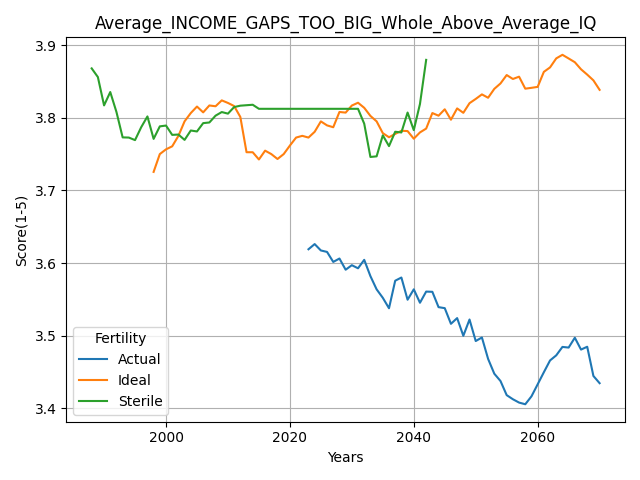 Average_INCOME_GAPS_TOO_BIG_Whole_Above_Average_IQ
Score(1-5)
3.9
3.8
3.7
3.6
3.5
3.4
Fertility
Actual
Ideal
Sterile
2000 2020 2040 2060
Years